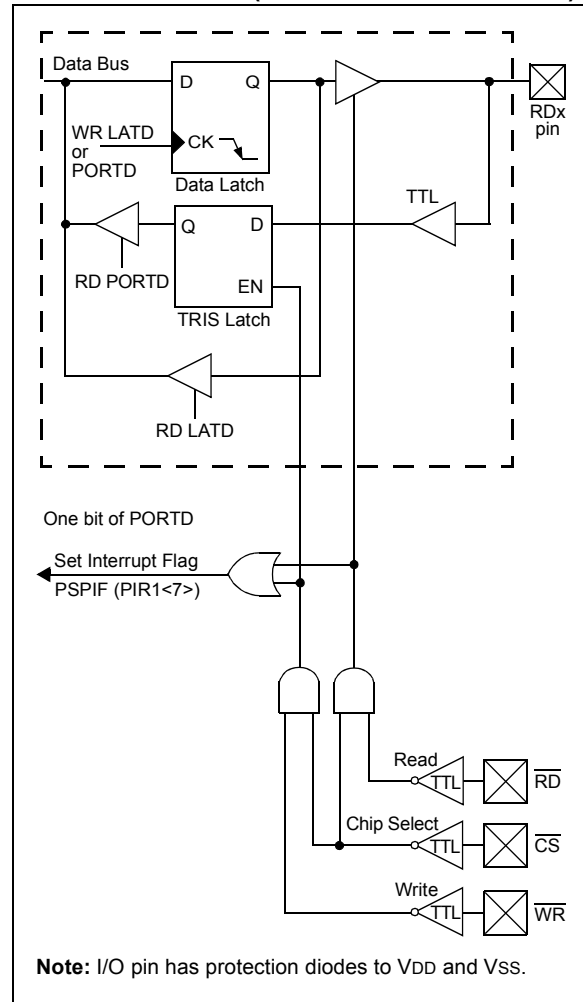 Data Bus
D Q
RDx
pin
WR LATD
or
PORTD
CK
Data Latch
TTL
Q D
RD PORTD
EN
TRIS Latch
RD LATD
One bit of PORTD
Set Interrupt Flag
PSPIF (PIR1<7>)
Read
TTL
RD
Chip Select
TTL
CS
Write
TTL
WR
Note: I/O pin has protection diodes to VDD and VSS.